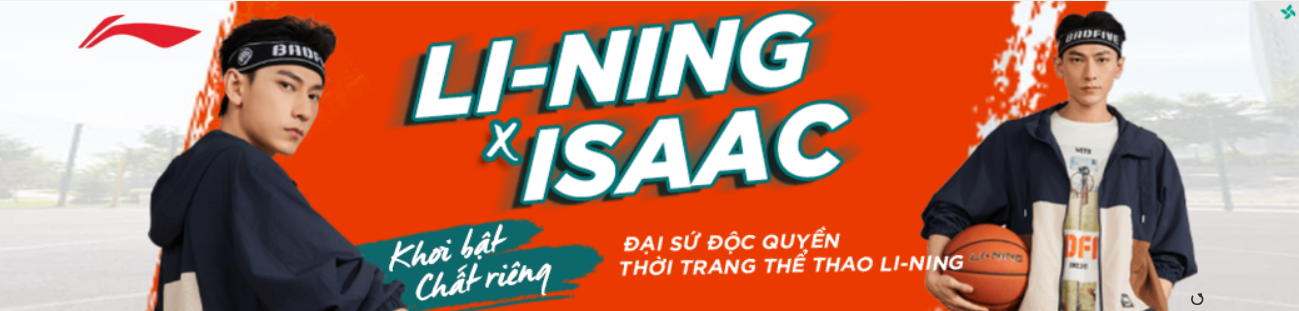 BADFIVE
LI-NING
X ISAAC
Khơi bật
Chất riêng
ĐẠI SỨ ĐỘC QUYỀN
THỜI TRANG THỂ THAO LI-NING
BADFIVE
LI-NING